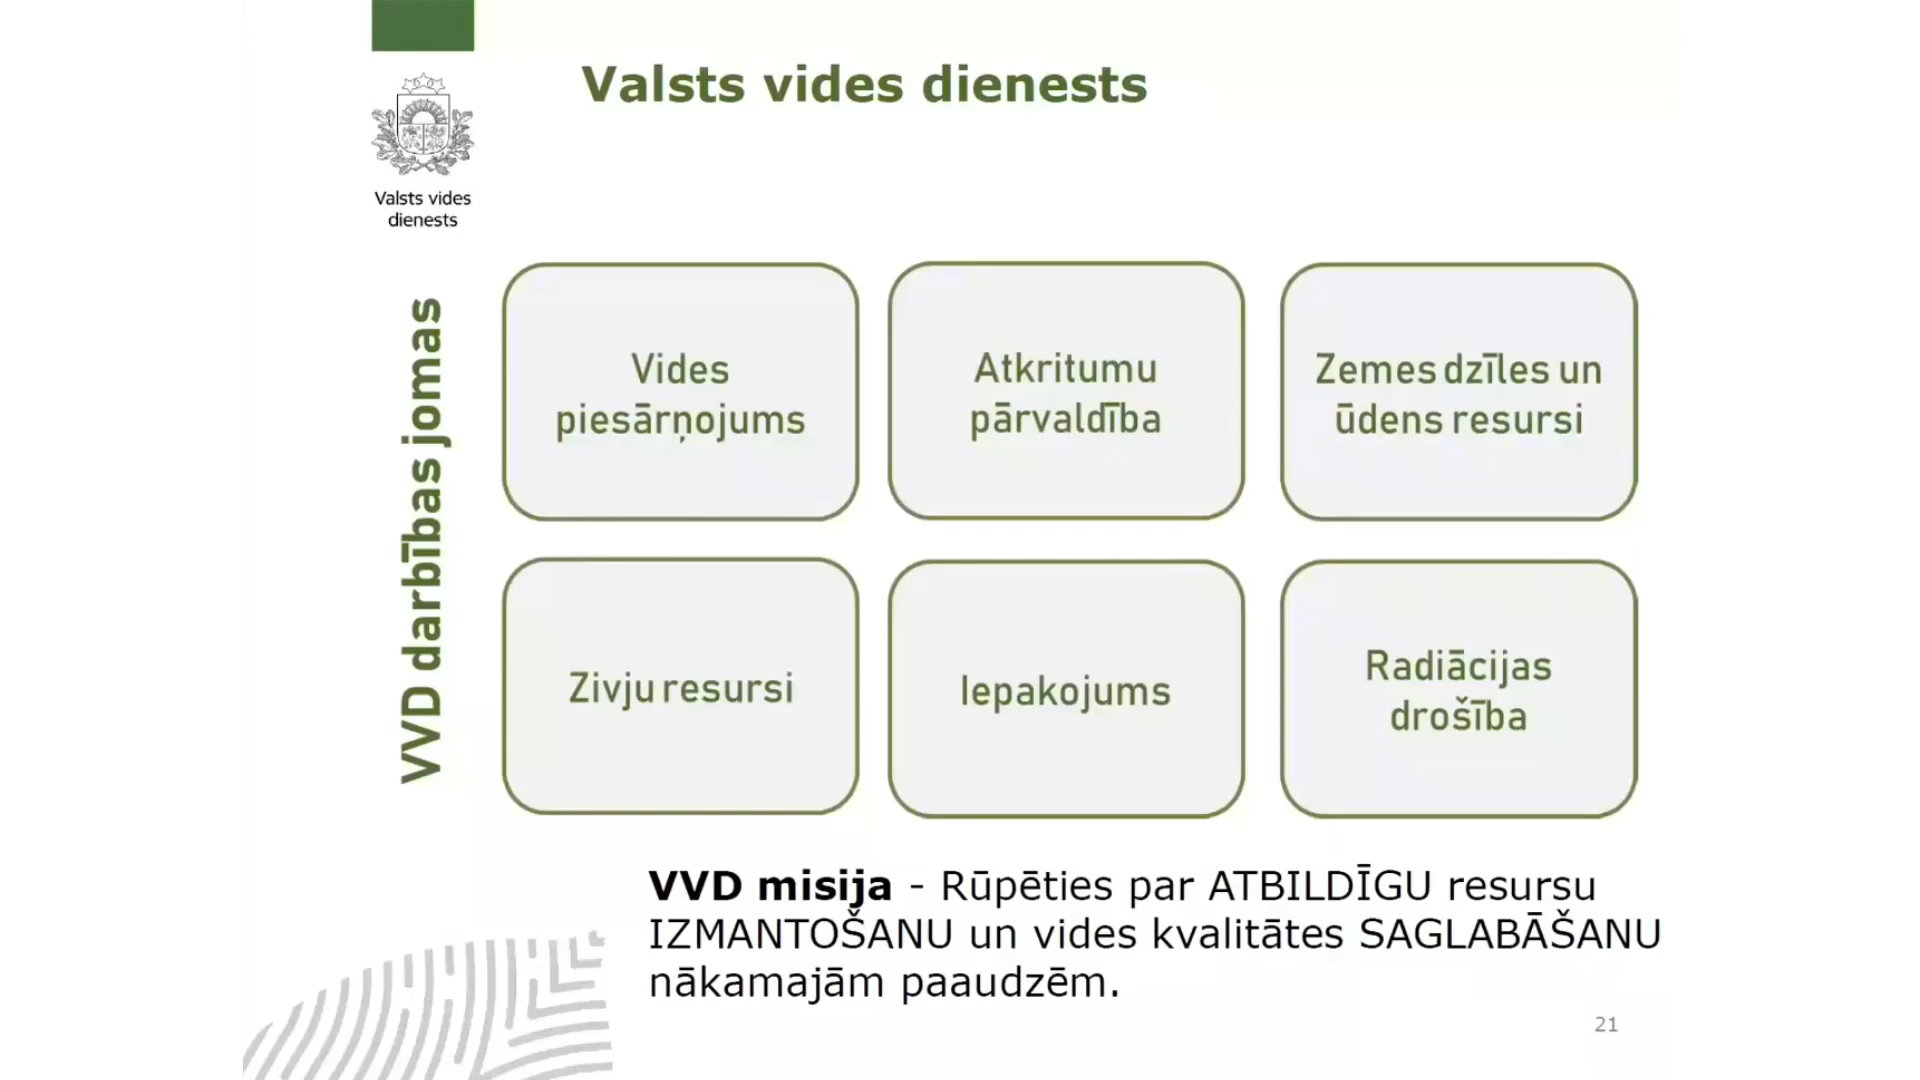 Valsts vides dienests
Valsts vides
dienests
VVD darbības jomas
Vides
piesārņojums
Atkritumu
pārvaldība
Zemes dzīles un
ūdens resursi
Zivju resursi
Iepakojums
Radiācijas
drošība
VVD misija - Rūpēties par ATBILDĪGU resursu
IZMANTOŠANU un vides kvalitātes SAGLABĀŠANU
nākamajām paaudzēm.
21